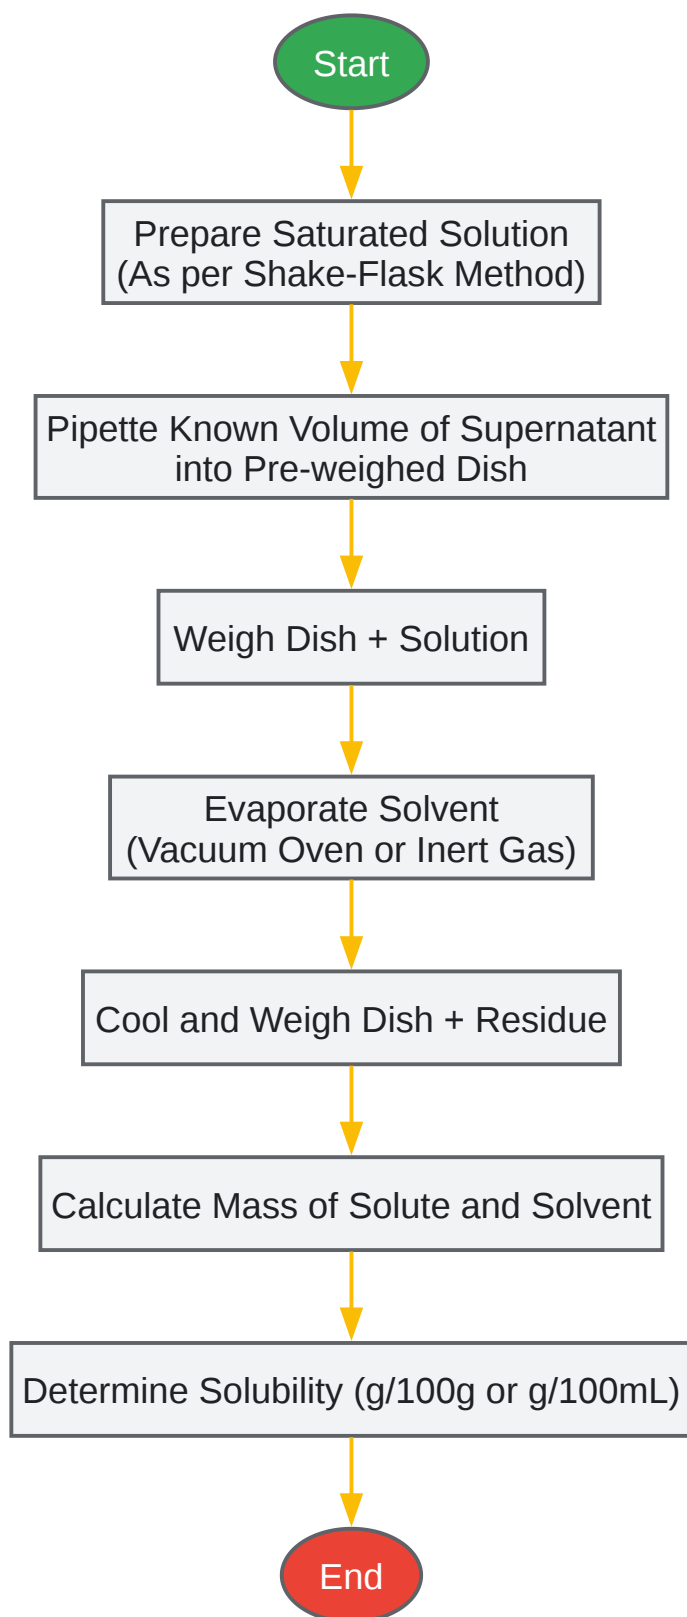 Start
Prepare Saturated Solution
(As per Shake-Flask Method)
Pipette Known Volume of Supernatant
into Pre-weighed Dish
Weigh Dish + Solution
Evaporate Solvent
(Vacuum Oven or Inert Gas)
Cool and Weigh Dish + Residue
Calculate Mass of Solute and Solvent
Determine Solubility (g/100g or g/100mL)
End